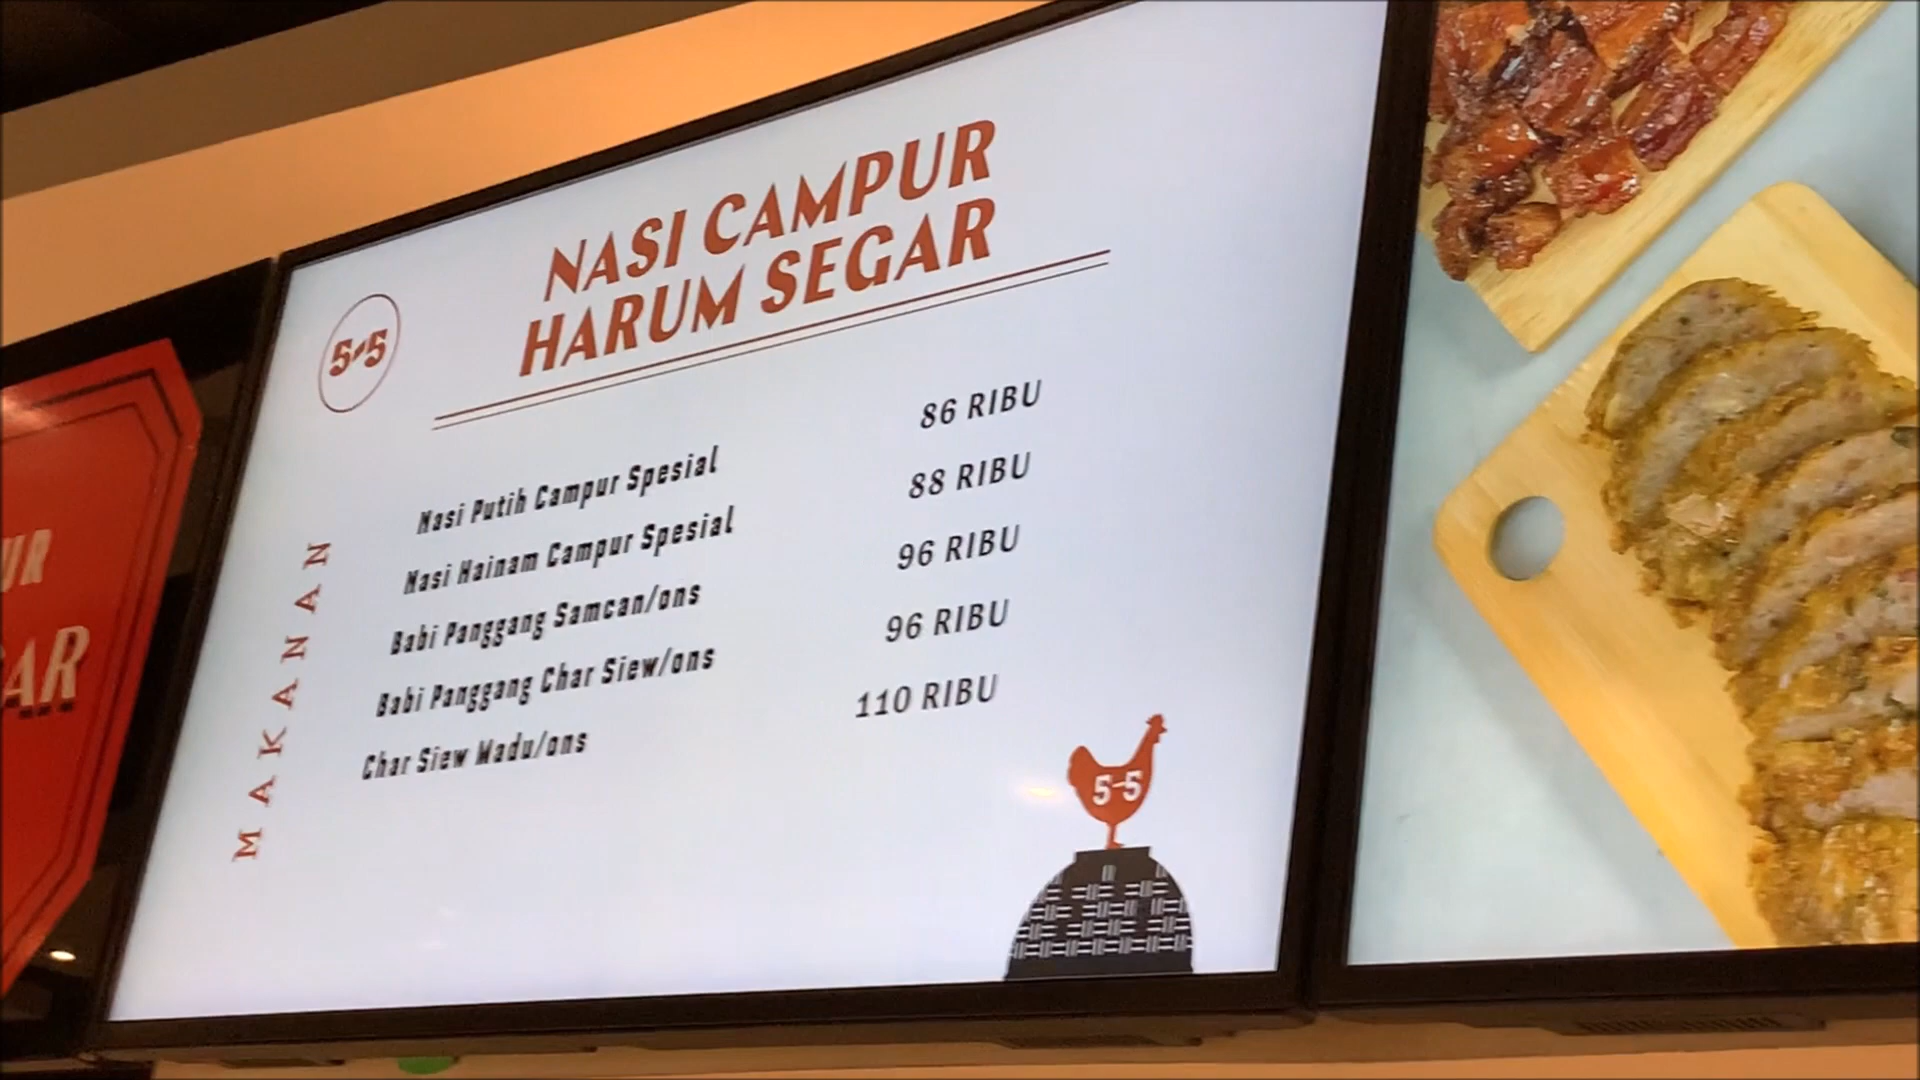 NASI CAMPUR
HARUM SEGAR
5-5
MAKANAN
Nasi Putih Campur Spesial 86 RIBU
Nasi Hainam Campur Spesial 88 RIBU
Babi Panggang Samcan/ons 96 RIBU
Babi Panggang Char Siew/ons 96 RIBU
Char Siew Madu/ons 110 RIBU
5-5